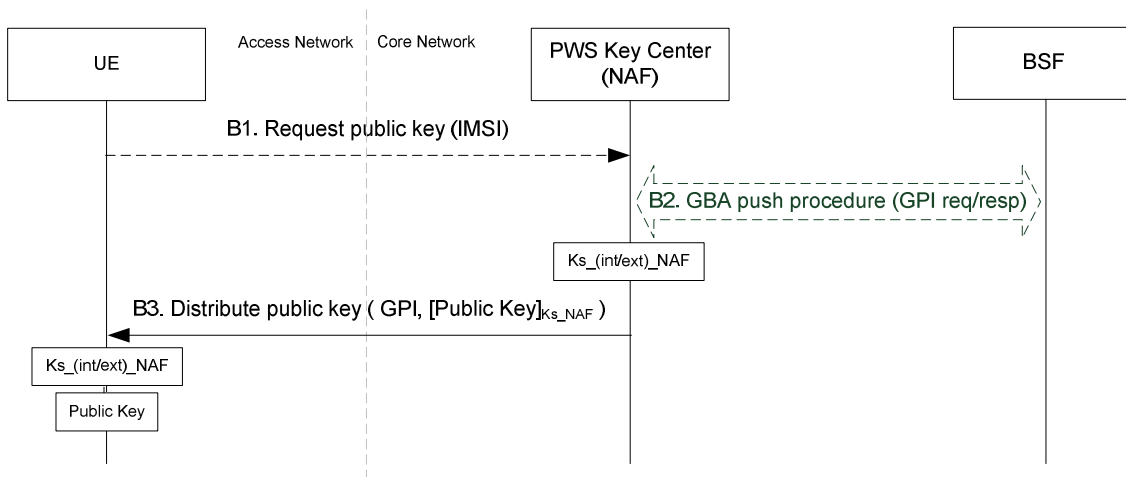 UE
Access Network
Core Network
PWS Key Center
(NAF)
BSF
B1. Request public key (IMSI)
B2. GBA push procedure (GPI req/resp)
Ks_(int/ext)_NAF
B3. Distribute public key ( GPI, [Public Key]Ks_NAF )
Ks_(int/ext)_NAF
Public Key